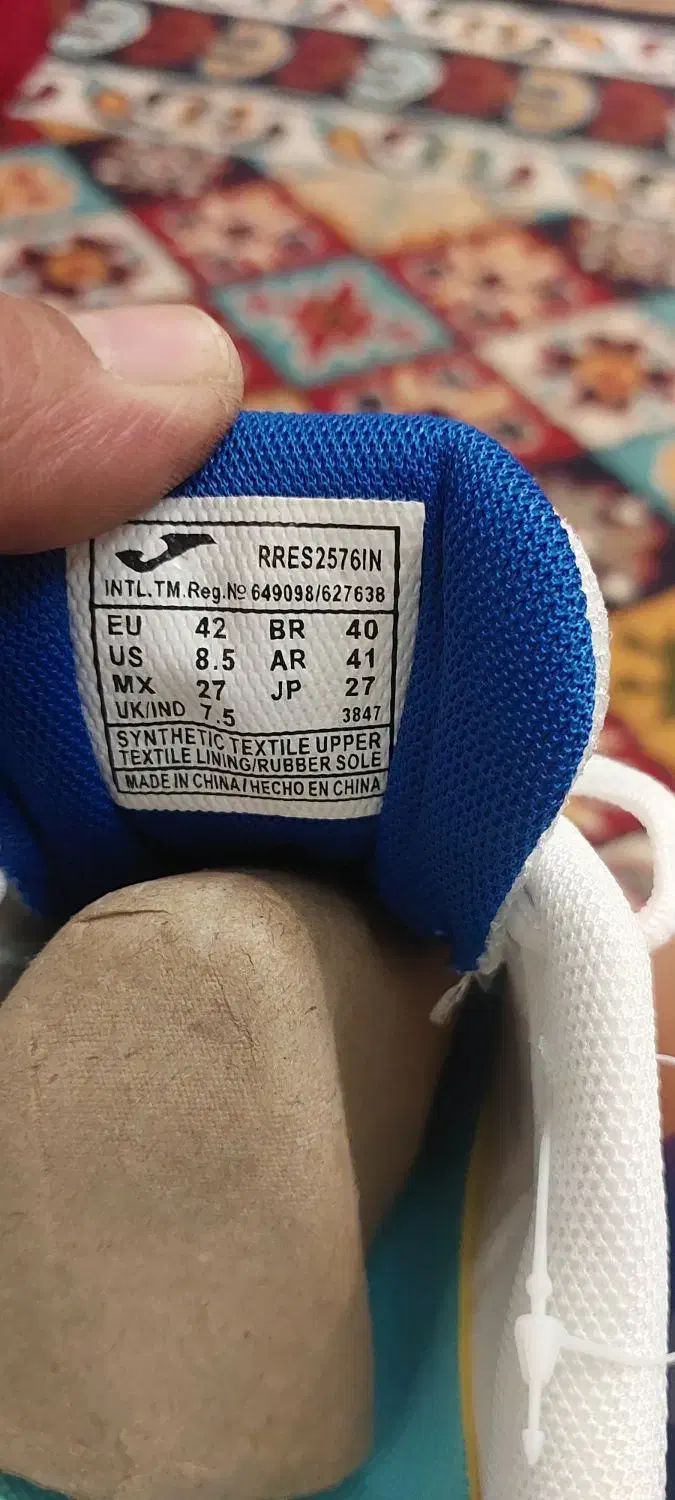 RRES2576IN
INTL.TM.Reg.Nº 649098/627638
EU 42 BR 40
US 8.5 AR 41
MX 27 JP 27
UK/IND 7.5 3847
SYNTHETIC TEXTILE UPPER
TEXTILE LINING/RUBBER SOLE
MADE IN CHINA/HECHO EN CHINA